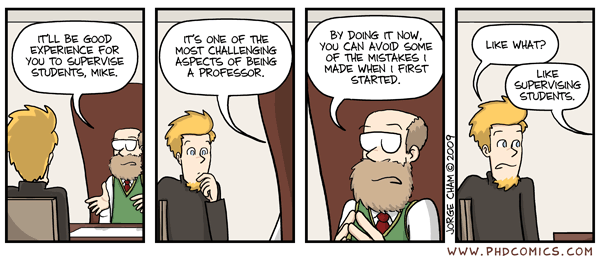 IT'LL BE GOOD
EXPERIENCE FOR
YOU TO SUPERVISE
STUDENTS, MIKE.
IT'S ONE OF THE
MOST CHALLENGING
ASPECTS OF BEING
A PROFESSOR.
BY DOING IT NOW,
YOU CAN AVOID SOME
OF THE MISTAKES I
MADE WHEN I FIRST
STARTED.
LIKE WHAT?
LIKE
SUPERVISING
STUDENTS.
JORGE CHAM © 2009
WWW.PHDCOMICS.COM